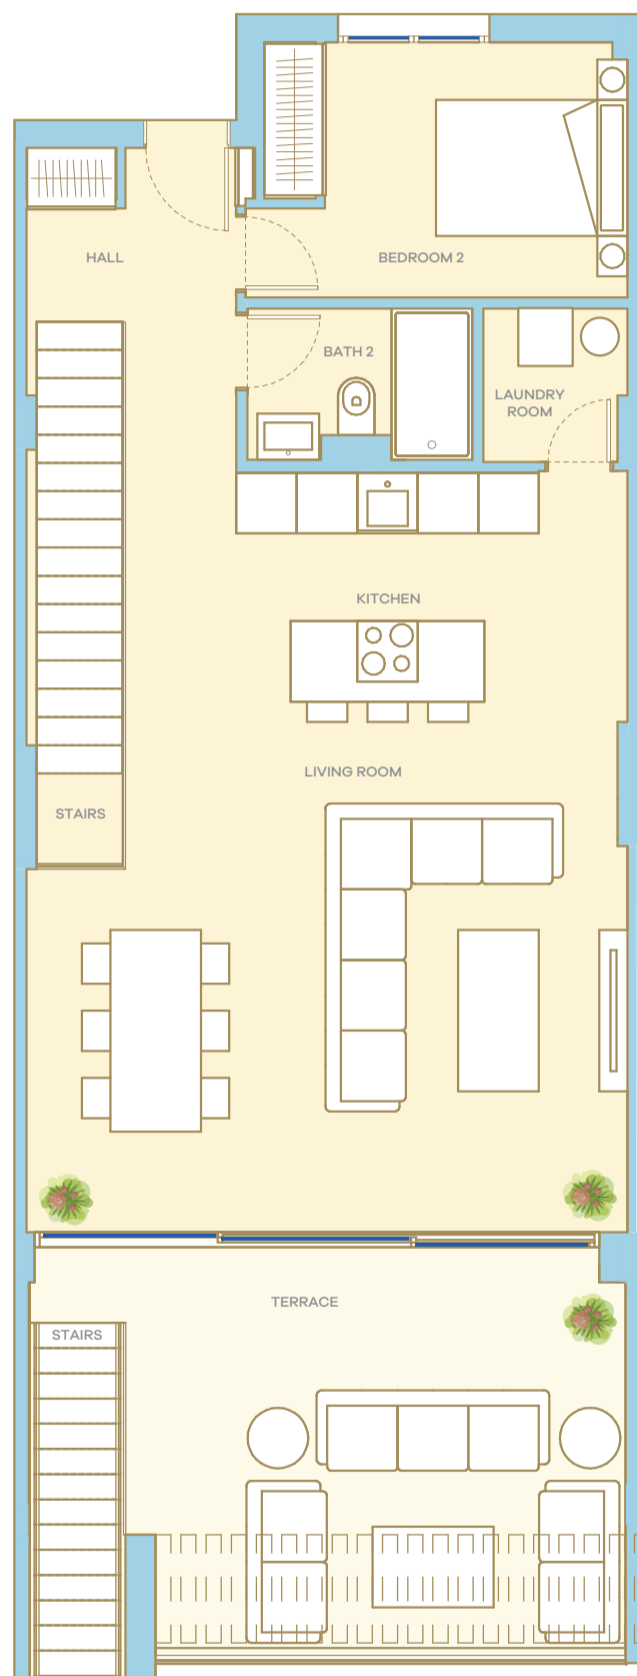 HALL
BEDROOM 2
BATH 2
LAUNDRY
ROOM
KITCHEN
LIVING ROOM
STAIRS
TERRACE
STAIRS